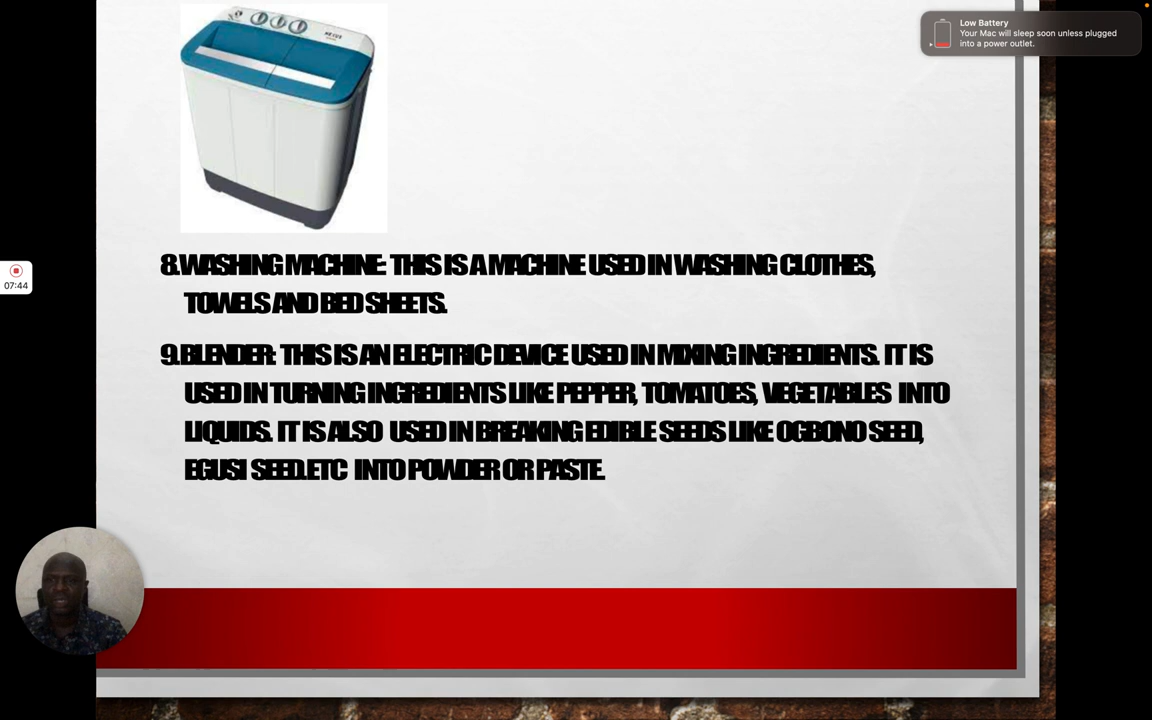 NEXUS
Low Battery
Your Mac will sleep soon unless plugged
into a power outlet.
8.WASHING MACHINE: THIS IS A MACHINE USED IN WASHING CLOTHES,
TOWELS AND BED SHEETS.
07:44
9.BLENDER: THIS IS AN ELECTRIC DEVICE USED IN MIXING INGREDIENTS. IT IS
USED IN TURNING INGREDIENTS LIKE PEPPER, TOMATOES, VEGETABLES INTO
LIQUIDS. IT IS ALSO USED IN BREAKING EDIBLE SEEDS LIKE OGBONO SEED,
EGUSI SEED.ETC INTO POWDER OR PASTE.